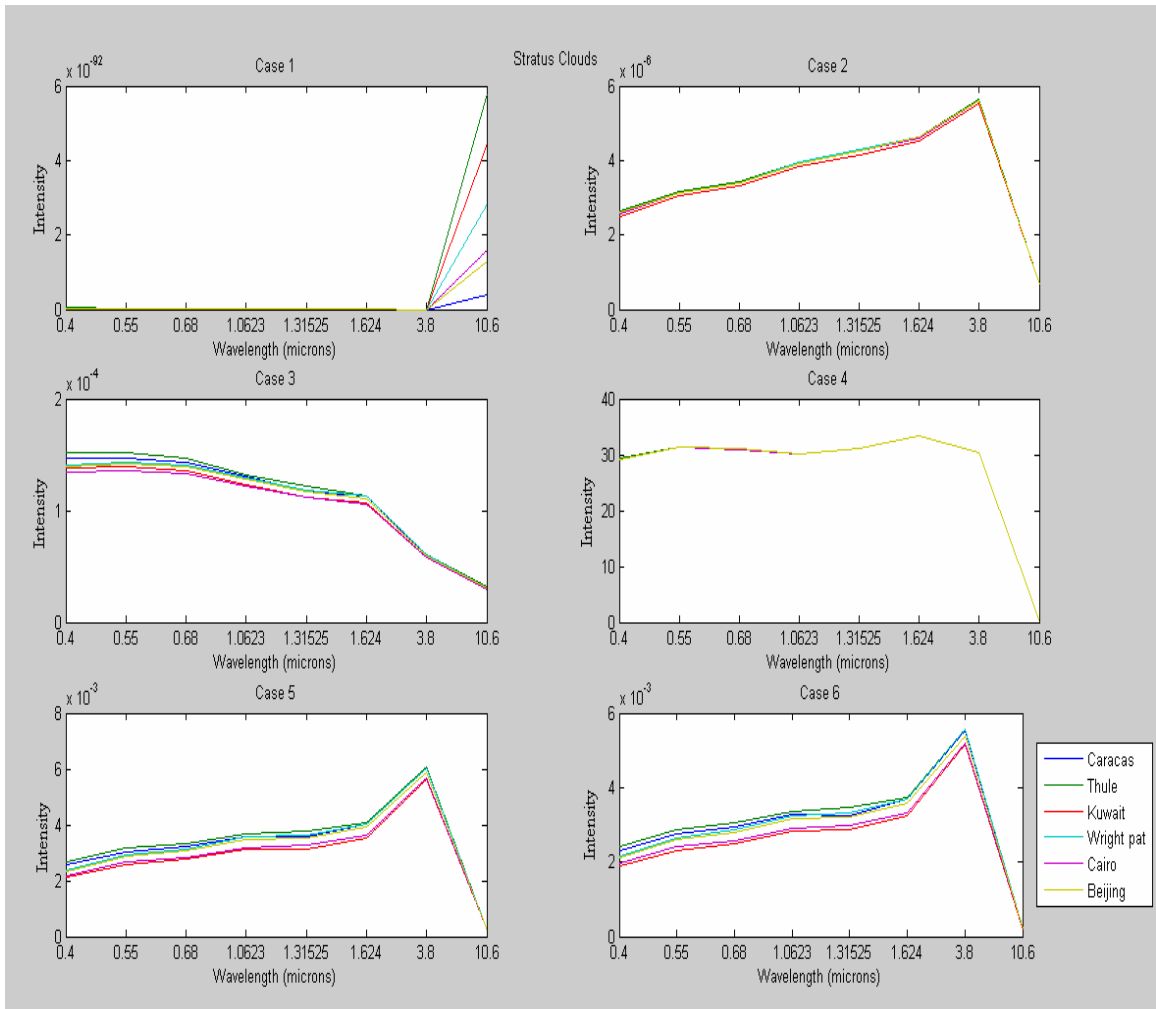 Stratus Clouds
x 10^-92
Case 1
6
4
2
0
Intensity
0.4 0.55 0.68 1.0623 1.31525 1.624 3.8 10.6
Wavelength (microns)
x 10^-6
Case 2
6
4
2
0
Intensity
0.4 0.55 0.68 1.0623 1.31525 1.624 3.8 10.6
Wavelength (microns)
x 10^-4
Case 3
2
1
0
Intensity
0.4 0.55 0.68 1.0623 1.31525 1.624 3.8 10.6
Wavelength (microns)
Case 4
40
30
20
10
0
Intensity
0.4 0.55 0.68 1.0623 1.31525 1.624 3.8 10.6
Wavelength (microns)
x 10^-3
Case 5
8
6
4
2
0
Intensity
0.4 0.55 0.68 1.0623 1.31525 1.624 3.8 10.6
Wavelength (microns)
x 10^-3
Case 6
6
4
2
0
Intensity
0.4 0.55 0.68 1.0623 1.31525 1.624 3.8 10.6
Wavelength (microns)
Caracas
Thule
Kuwait
Wright pat
Cairo
Beijing